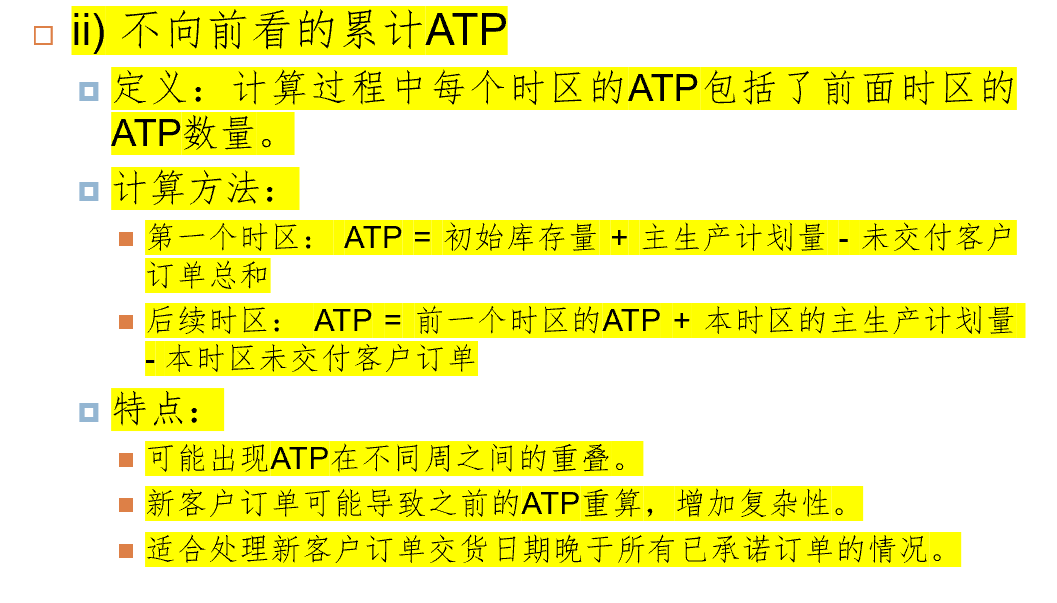 ii) 不向前看的累计ATP
定义：计算过程中每个时区的ATP包括了前面时区的
ATP数量。
计算方法：
第一个时区： ATP = 初始库存量 + 主生产计划量 - 未交付客户
订单总和
后续时区： ATP = 前一个时区的ATP + 本时区的主生产计划量
- 本时区未交付客户订单
特点：
可能出现ATP在不同周之间的重叠。
新客户订单可能导致之前的ATP重算，增加复杂性。
适合处理新客户订单交货日期晚于所有已承诺订单的情况。